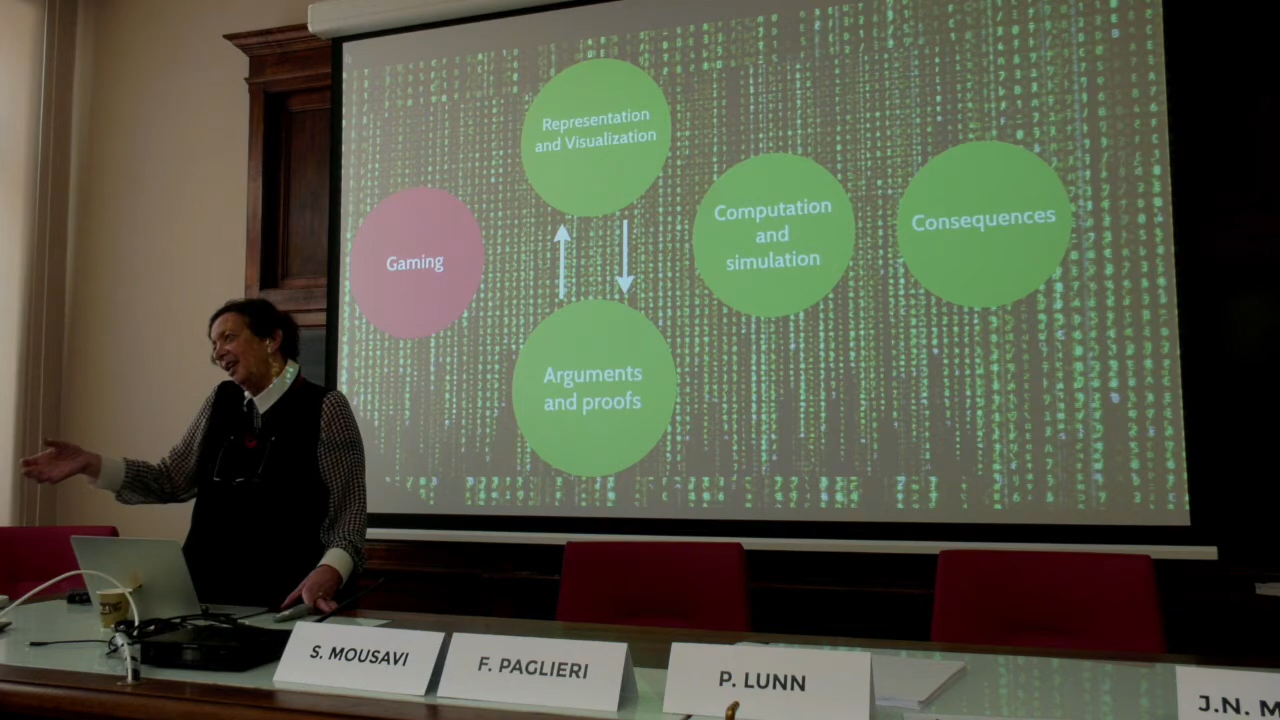 Representation
and Visualization
Gaming
Computation
and
simulation
Consequences
Arguments
and proofs
S. MOUSAVI
F. PAGLIERI
P. LUNN
J.N. M